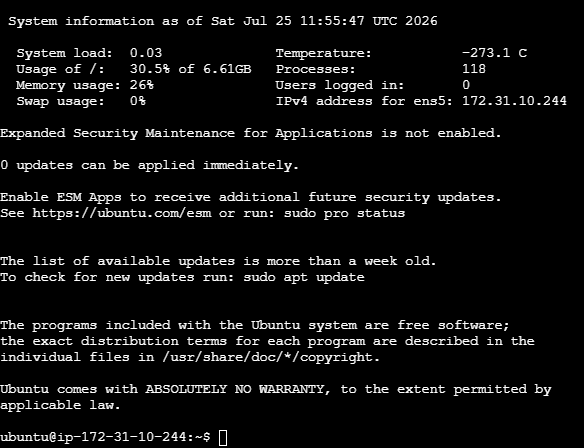 System information as of Sat Jul 25 11:55:47 UTC 2026
System load: 0.03 Temperature: -273.1 C
Usage of /: 30.5% of 6.61GB Processes: 118
Memory usage: 26% Users logged in: 0
Swap usage: 0% IPv4 address for ens5: 172.31.10.244
Expanded Security Maintenance for Applications is not enabled.
0 updates can be applied immediately.
Enable ESM Apps to receive additional future security updates.
See https://ubuntu.com/esm or run: sudo pro status
The list of available updates is more than a week old.
To check for new updates run: sudo apt update
The programs included with the Ubuntu system are free software;
the exact distribution terms for each program are described in the
individual files in /usr/share/doc/*/copyright.
Ubuntu comes with ABSOLUTELY NO WARRANTY, to the extent permitted by
applicable law.
ubuntu@ip-172-31-10-244:~$